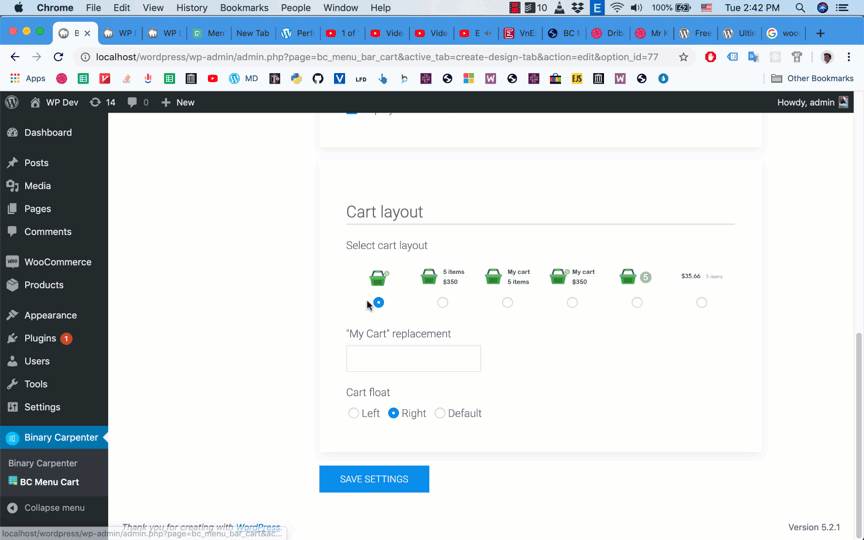 Chrome File Edit View History Bookmarks People Window Help 10 E 100% Tue 2:42 PM
B WP WP Men New Tab Perf 1 of Vide Vide E VnE BC Drib Mr K Free Ulti woo
localhost/wordpress/wp-admin/admin.php?page=bc_menu_bar_cart&active_tab=create-design-tab&action=edit&option_id=77
Apps MD LFD EJS Other Bookmarks
WP Dev 14 0 New Howdy, admin
Dashboard
Posts
Media
Pages
Comments
WooCommerce
Products
Appearance
Plugins 1
Users
Tools
Settings
Binary Carpenter
Binary Carpenter
BC Menu Cart
Collapse menu
Cart layout
Select cart layout
5 items
$350
My cart
5 items
My cart
$350
5
$35.66 5 items
"My Cart" replacement
Cart float
Left Right Default
SAVE SETTINGS
Thank you for creating with WordPress.
Version 5.2.1
localhost/wordpress/wp-admin/admin.php?page=bc_menu_bar_cart&ac...